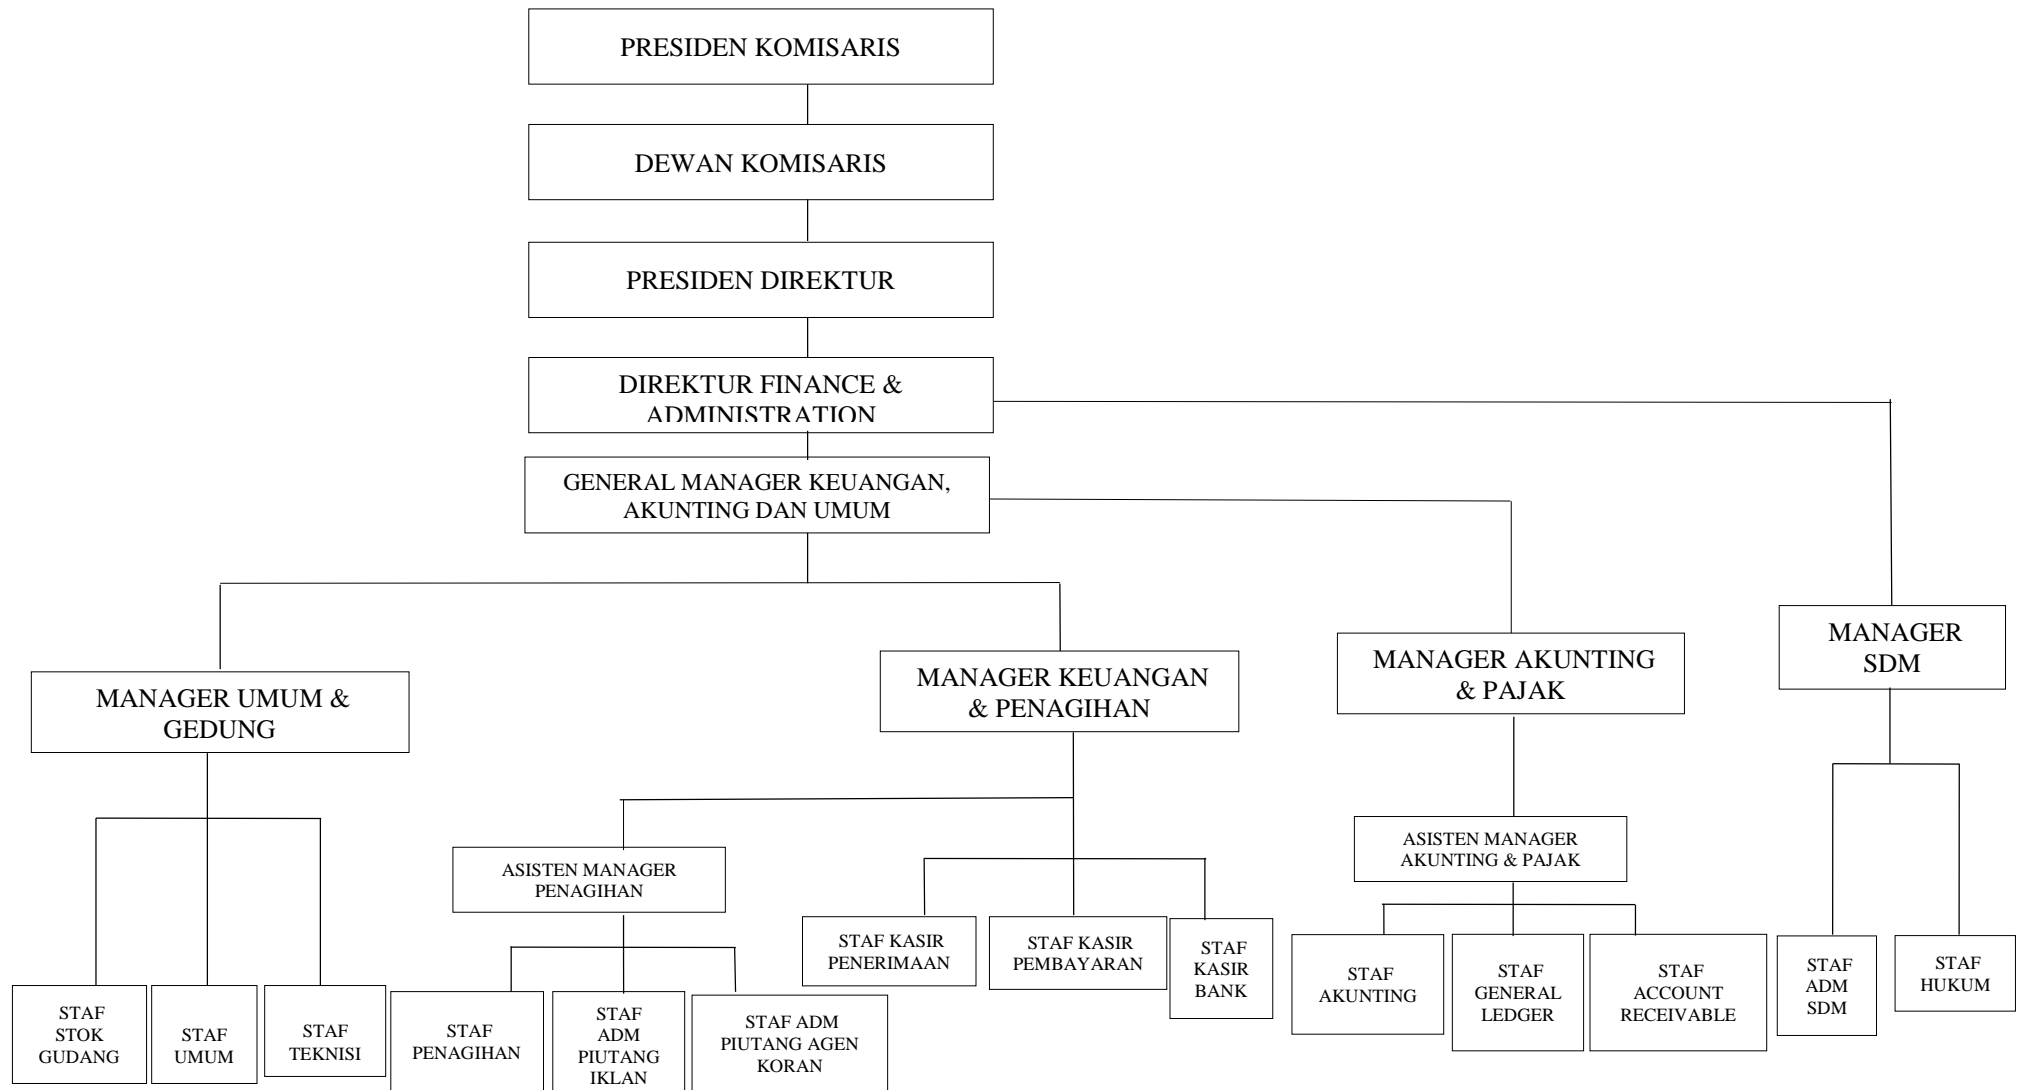 PRESIDEN KOMISARIS
DEWAN KOMISARIS
PRESIDEN DIREKTUR
DIREKTUR FINANCE &
ADMINISTRATION
GENERAL MANAGER KEUANGAN,
AKUNTING DAN UMUM
MANAGER UMUM &
GEDUNG
MANAGER KEUANGAN
& PENAGIHAN
MANAGER AKUNTING
& PAJAK
MANAGER
SDM
ASISTEN MANAGER
PENAGIHAN
ASISTEN MANAGER
AKUNTING & PAJAK
STAF
STOK
GUDANG
STAF
UMUM
STAF
TEKNISI
STAF
PENAGIHAN
STAF
ADM
PIUTANG
IKLAN
STAF ADM
PIUTANG AGEN
KORAN
STAF KASIR
PENERIMAAN
STAF KASIR
PEMBAYARAN
STAF
KASIR
BANK
STAF
AKUNTING
STAF
GENERAL
LEDGER
STAF
ACCOUNT
RECEIVABLE
STAF
ADM
SDM
STAF
HUKUM